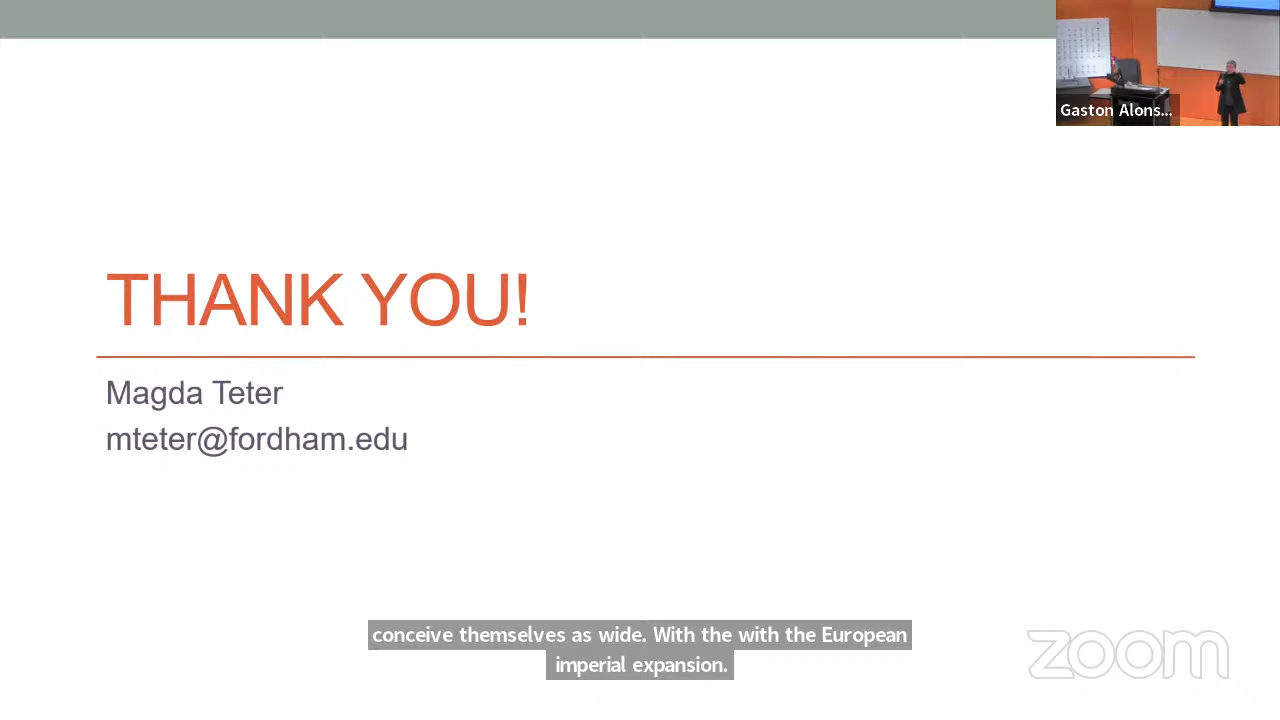 Gaston Alons...
THANK YOU!
Magda Teter
mteter@fordham.edu
conceive themselves as wide. With the with the European
imperial expansion.
zoom